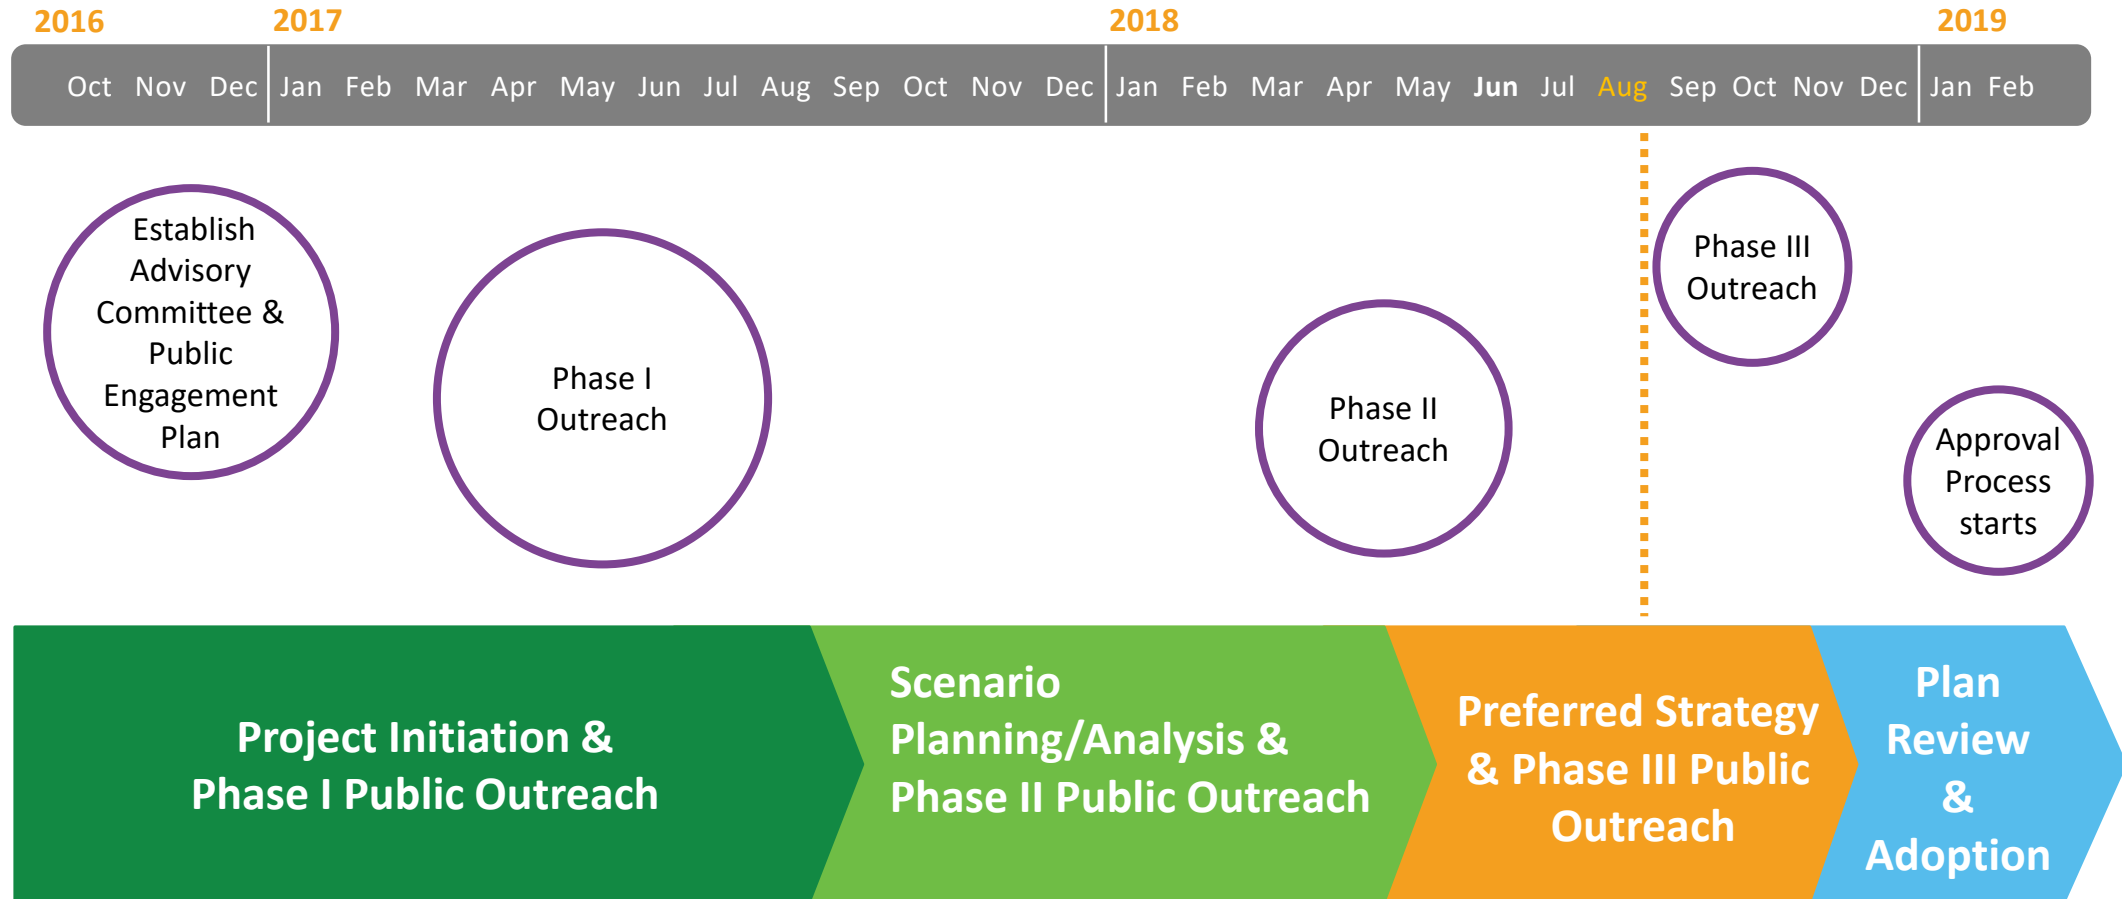 2016 2017 2018 2019
Oct Nov Dec Jan Feb Mar Apr May Jun Jul Aug Sep Oct Nov Dec Jan Feb Mar Apr May Jun Jul Aug Sep Oct Nov Dec Jan Feb
Establish
Advisory
Committee &
Public
Engagement
Plan
Phase I
Outreach
Phase II
Outreach
Phase III
Outreach
Approval
Process
starts
Project Initiation &
Phase I Public Outreach
Scenario
Planning/Analysis &
Phase II Public Outreach
Preferred Strategy
& Phase III Public
Outreach
Plan
Review
&
Adoption